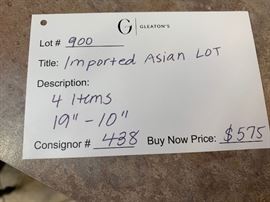 G GLEATON'S
Lot # 900
Title: Imported Asian LOT
Description:
4 Items
19" - 10"
Consignor # 438 Buy Now Price: $575